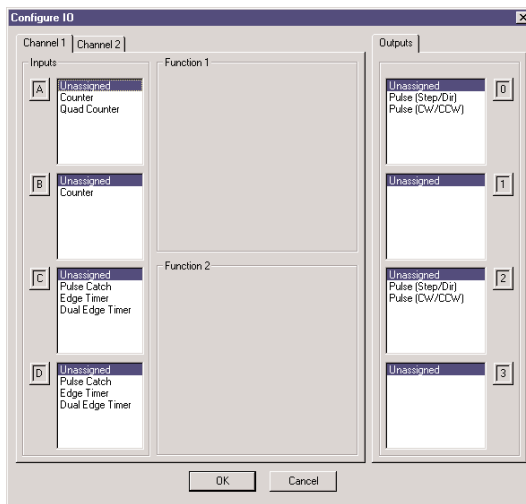 Configure IO
Channel 1 Channel 2
Inputs
A
Unassigned
Counter
Quad Counter
B
Unassigned
Counter
C
Unassigned
Pulse Catch
Edge Timer
Dual Edge Timer
D
Unassigned
Pulse Catch
Edge Timer
Dual Edge Timer
Function 1
Function 2
Outputs
Unassigned
Pulse (Step/Dir)
Pulse (CW/CCW)
0
Unassigned
1
Unassigned
Pulse (Step/Dir)
Pulse (CW/CCW)
2
Unassigned
3
OK
Cancel